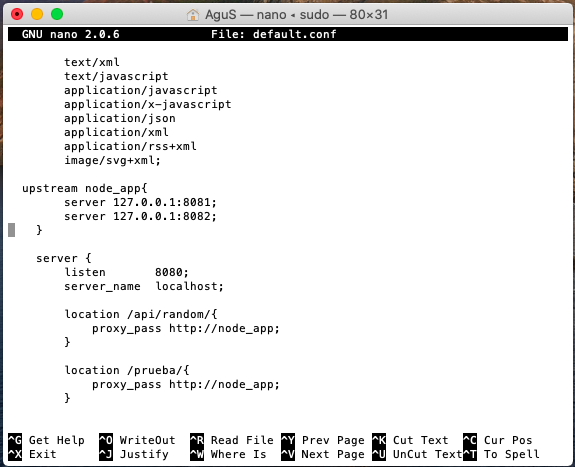 AguS — nano ◂ sudo — 80×31
GNU nano 2.0.6 File: default.conf
text/xml
text/javascript
application/javascript
application/x-javascript
application/json
application/xml
application/rss+xml
image/svg+xml;
upstream node_app{
server 127.0.0.1:8081;
server 127.0.0.1:8082;
}
server {
listen 8080;
server_name localhost;
location /api/random/{
proxy_pass http://node_app;
}
location /prueba/{
proxy_pass http://node_app;
}
^G Get Help ^O WriteOut ^R Read File ^Y Prev Page ^K Cut Text ^C Cur Pos
^X Exit ^J Justify ^W Where Is ^V Next Page ^U UnCut Text ^T To Spell